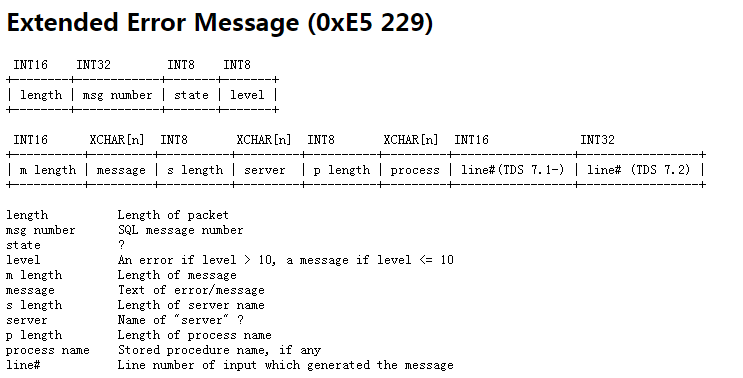 Extended Error Message (0xE5 229)
INT16 INT32 INT8 INT8
+--------+------------+-------+-------+
| length | msg number | state | level |
+--------+------------+-------+-------+
INT16 XCHAR[n] INT8 XCHAR[n] INT8 XCHAR[n] INT16 INT32
+----------+---------+----------+---------+----------+---------+----------------+-----------------+
| m length | message | s length | server | p length | process | line#(TDS 7.1-) | line# (TDS 7.2) |
+----------+---------+----------+---------+----------+---------+----------------+-----------------+
length Length of packet
msg number SQL message number
state ?
level An error if level > 10, a message if level <= 10
m length Length of message
message Text of error/message
s length Length of server name
server Name of "server" ?
p length Length of process name
process name Stored procedure name, if any
line# Line number of input which generated the message